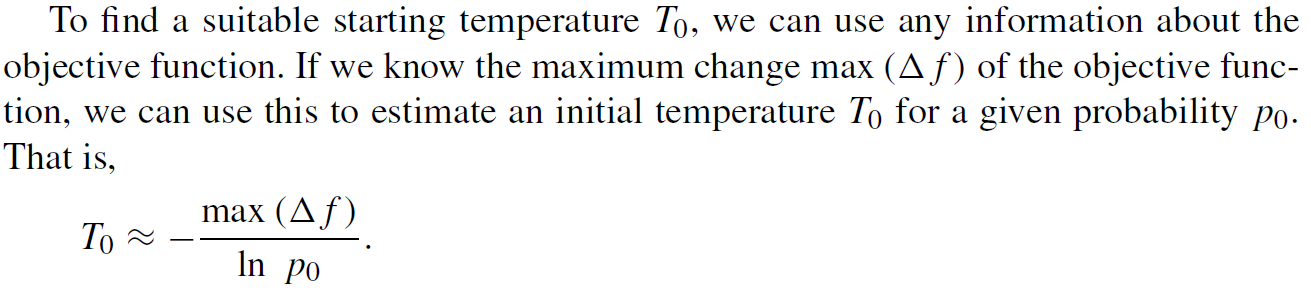 To find a suitable starting temperature T₀, we can use any information about the
objective function. If we know the maximum change max (Δ f) of the objective func-
tion, we can use this to estimate an initial temperature T₀ for a given probability p₀.
That is,
T₀ ≈ − max (Δ f) / ln p₀ .